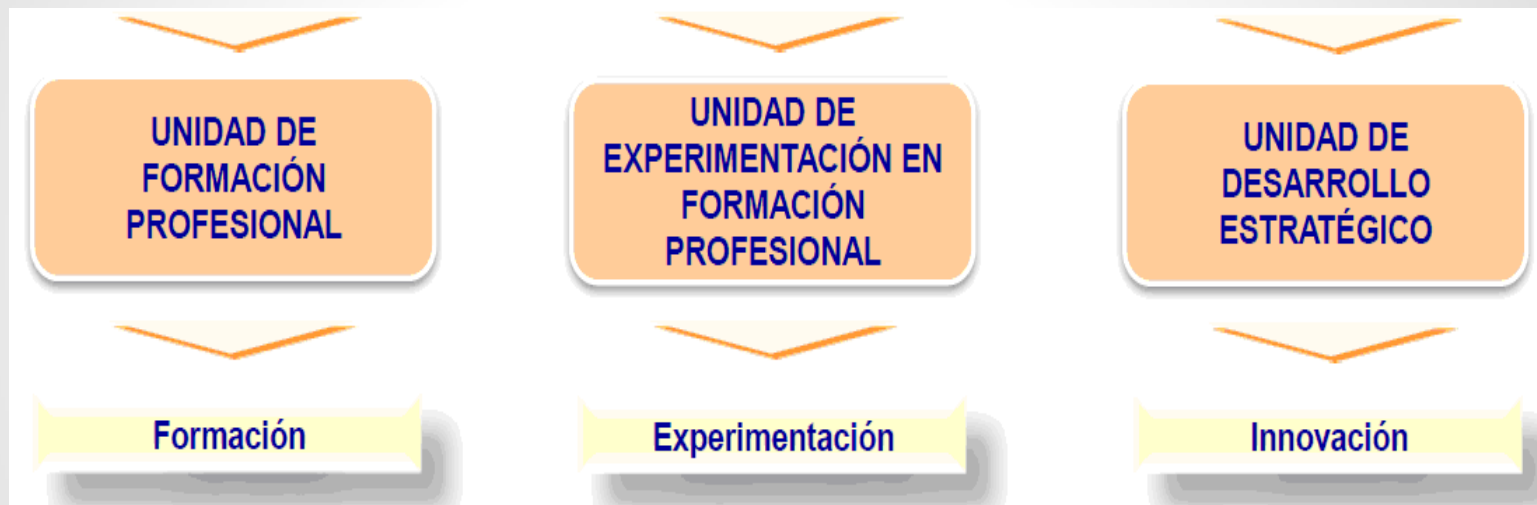 UNIDAD DE
FORMACIÓN
PROFESIONAL
UNIDAD DE
EXPERIMENTACIÓN EN
FORMACIÓN
PROFESIONAL
UNIDAD DE
DESARROLLO
ESTRATÉGICO
Formación
Experimentación
Innovación